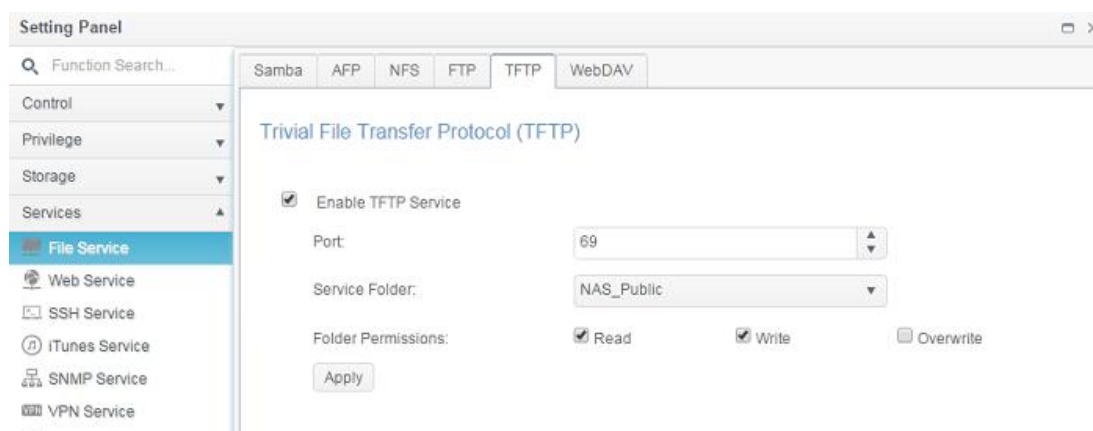 Setting Panel
Function Search...
Control
Privilege
Storage
Services
File Service
Web Service
SSH Service
iTunes Service
SNMP Service
VPN Service
Samba AFP NFS FTP TFTP WebDAV
Trivial File Transfer Protocol (TFTP)
Enable TFTP Service
Port: 69
Service Folder: NAS_Public
Folder Permissions: Read Write Overwrite
Apply